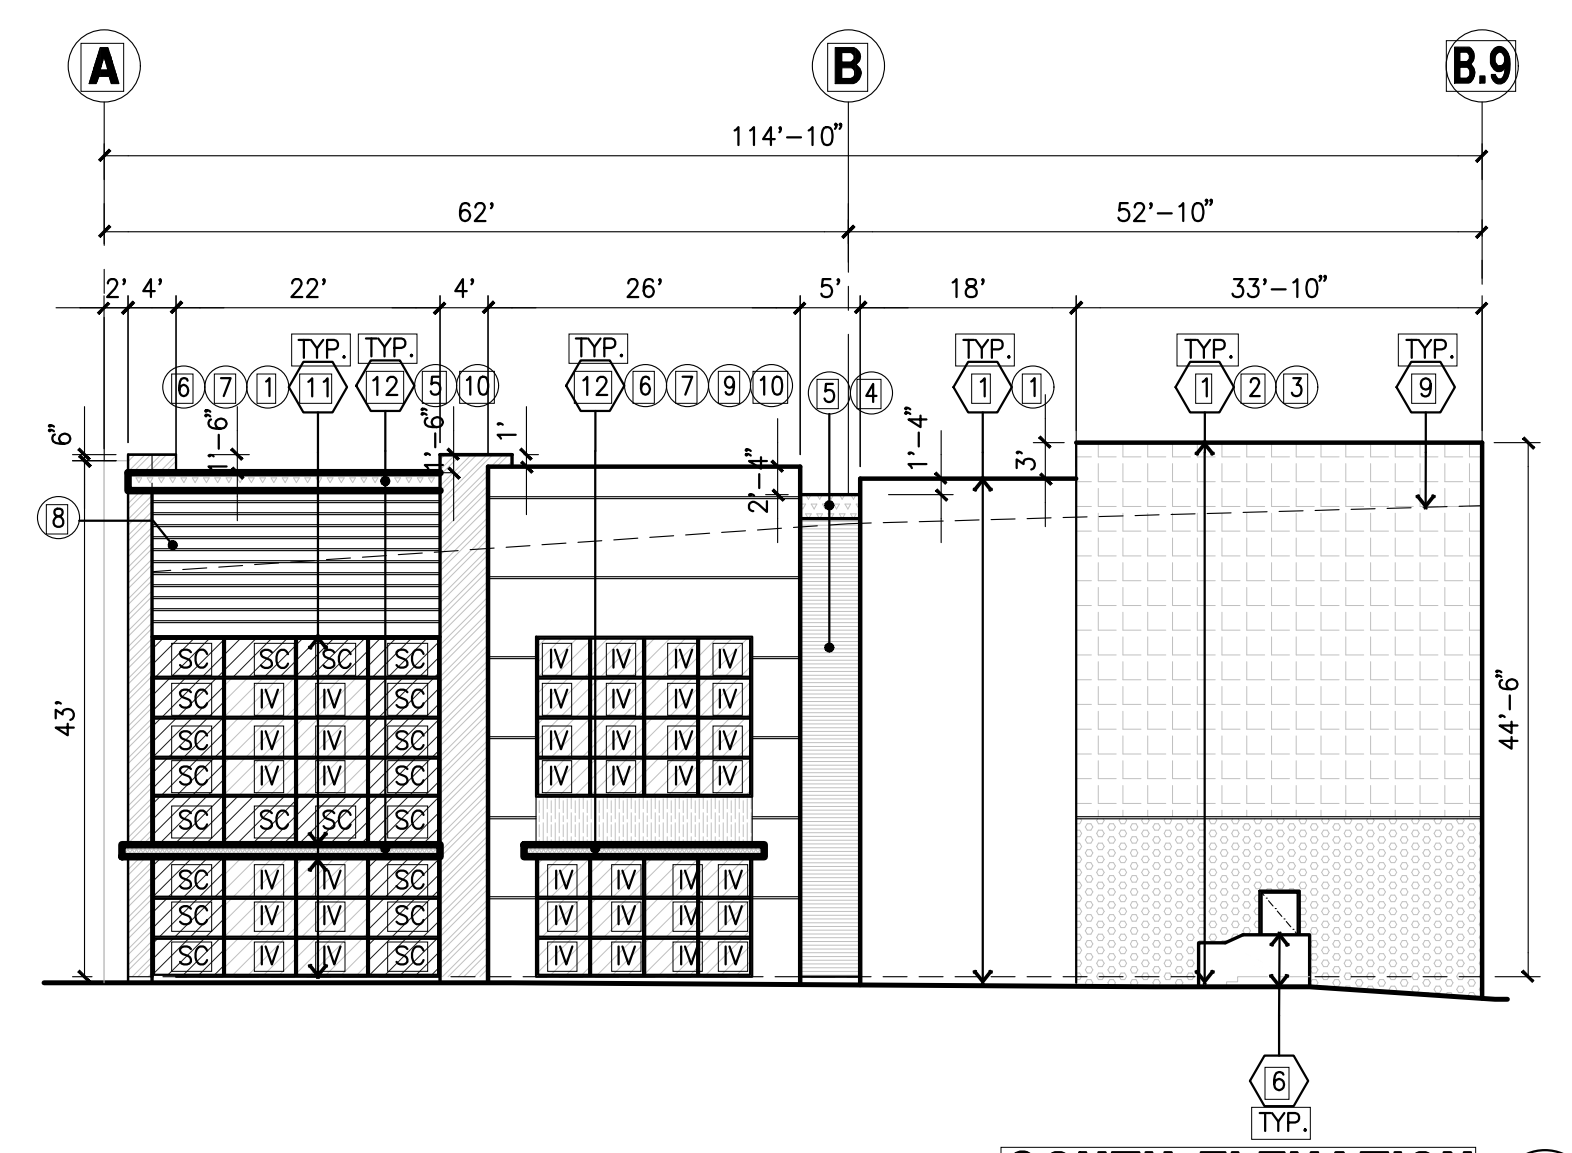 A B B.9
114'-10"
62' 52'-10"
2' 4' 22' 4' 26' 5' 18' 33'-10"
TYP. TYP. TYP. TYP. TYP. TYP.
6 7 1 11 12 5 10 12 6 7 9 10 5 4 1 1 1 2 3 9
6" 1'-6" 1'-6" 1' 2'-4" 1'-4" 3'
8
43'
44'-6"
SC SC SC SC IV IV IV IV
SC IV IV SC IV IV IV IV
SC IV IV SC IV IV IV IV
SC IV IV SC IV IV IV IV
SC SC SC SC
SC IV IV SC IV IV IV IV
SC IV IV SC IV IV IV IV
SC IV IV SC IV IV IV IV
6
TYP.